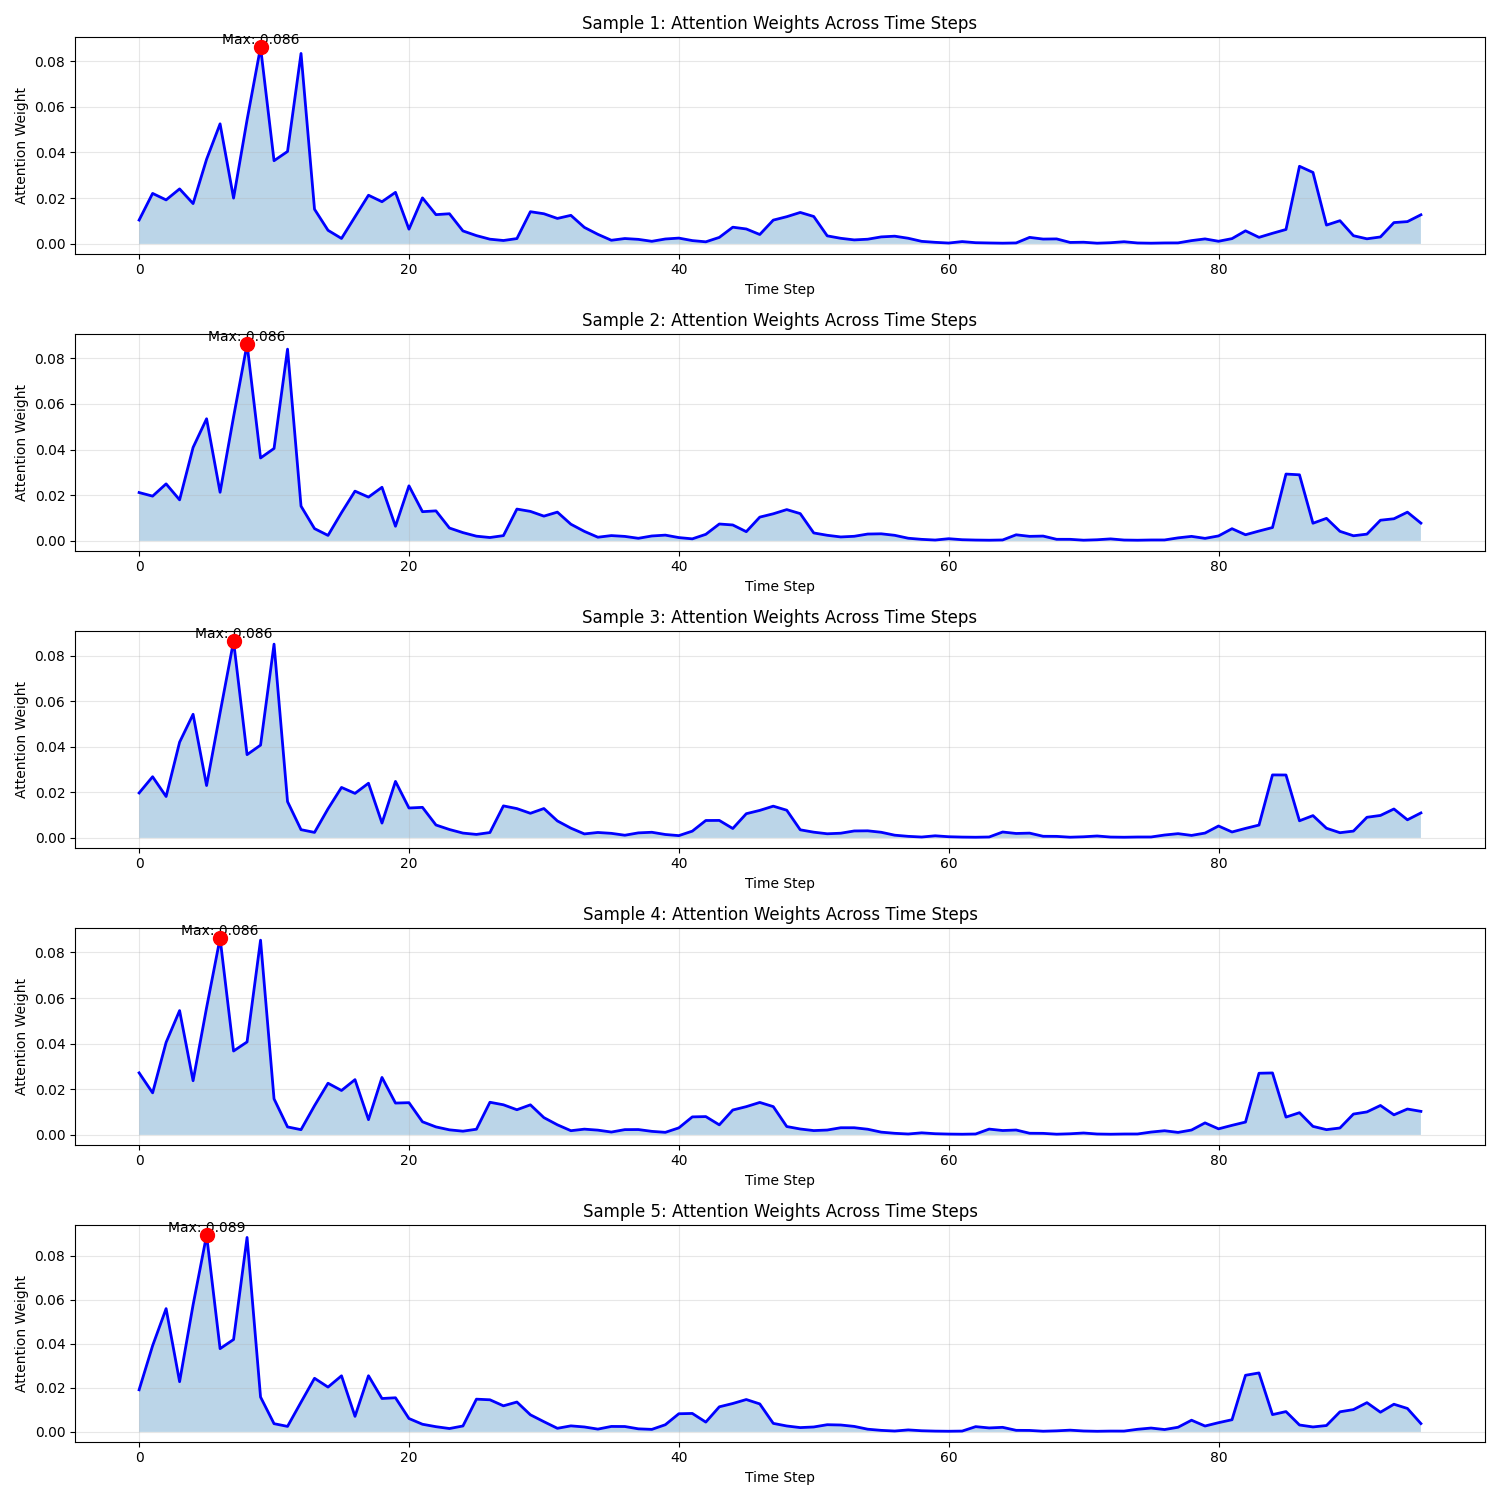 Sample 1: Attention Weights Across Time Steps
Max: 0.086
Attention Weight
0.08
0.06
0.04
0.02
0.00
0 20 40 60 80
Time Step
Sample 2: Attention Weights Across Time Steps
Max: 0.086
Attention Weight
0.08
0.06
0.04
0.02
0.00
0 20 40 60 80
Time Step
Sample 3: Attention Weights Across Time Steps
Max: 0.086
Attention Weight
0.08
0.06
0.04
0.02
0.00
0 20 40 60 80
Time Step
Sample 4: Attention Weights Across Time Steps
Max: 0.086
Attention Weight
0.08
0.06
0.04
0.02
0.00
0 20 40 60 80
Time Step
Sample 5: Attention Weights Across Time Steps
Max: 0.089
Attention Weight
0.08
0.06
0.04
0.02
0.00
0 20 40 60 80
Time Step